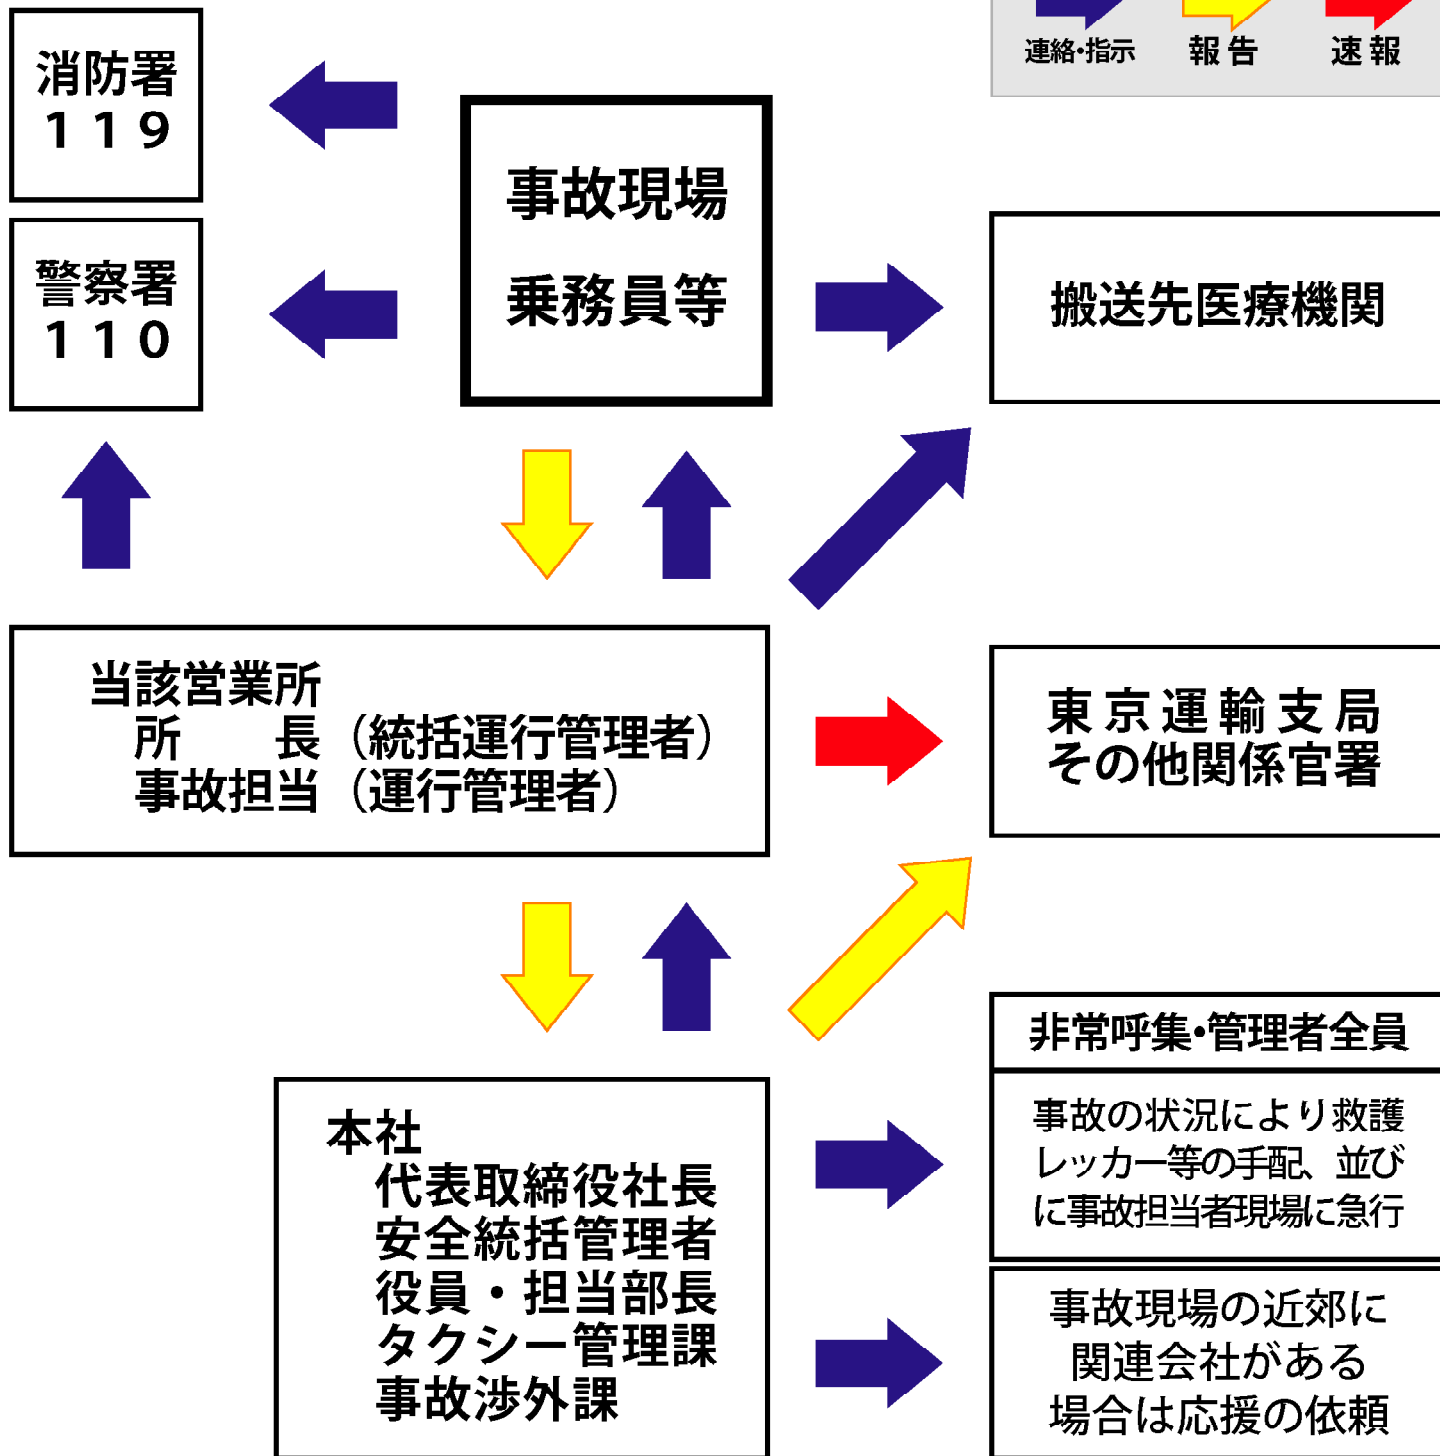 連絡・指示
報告
速報
消防署
１１９
事故現場
乗務員等
警察署
１１０
搬送先医療機関
当該営業所
所　　長（統括運行管理者）
事故担当（運行管理者）
東京運輸支局
その他関係官署
非常呼集・管理者全員
事故の状況により救護
レッカー等の手配、並び
に事故担当者現場に急行
本社
代表取締役社長
安全統括管理者
役員・担当部長
タクシー管理課
事故渉外課
事故現場の近郊に
関連会社がある
場合は応援の依頼